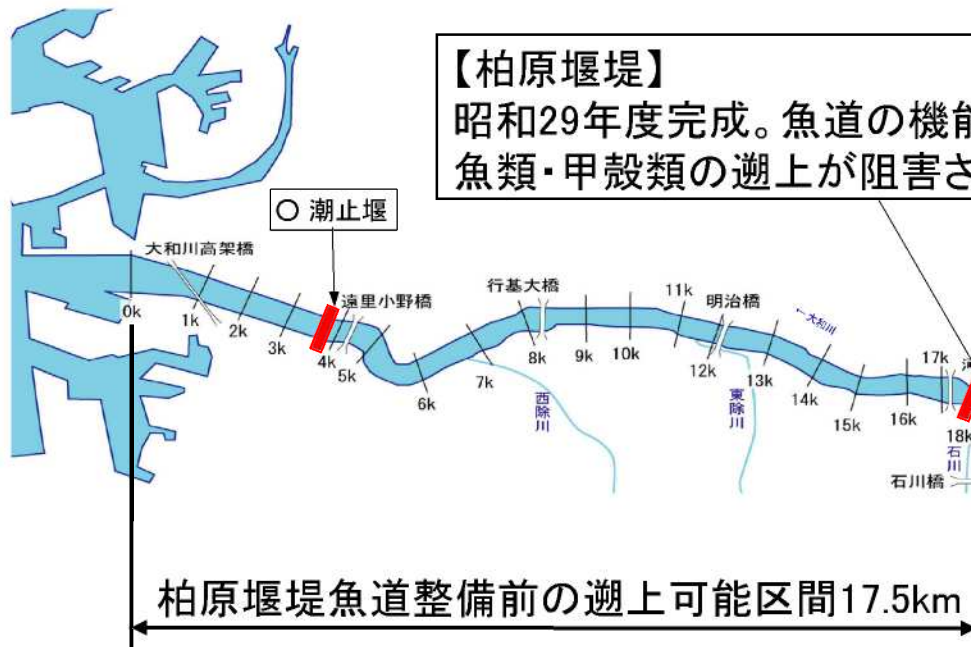 【柏原堰堤】
昭和29年度完成。魚道の機能
魚類・甲殻類の遡上が阻害さ
○ 潮止堰
大和川高架橋
遠里小野橋
行基大橋
明治橋
←大和川
0k
1k
2k
3k
4k
5k
6k
7k
8k
9k
10k
11k
12k
13k
14k
15k
16k
17k
18k
西除川
東除川
石川
石川橋
柏原堰堤魚道整備前の遡上可能区間17.5km